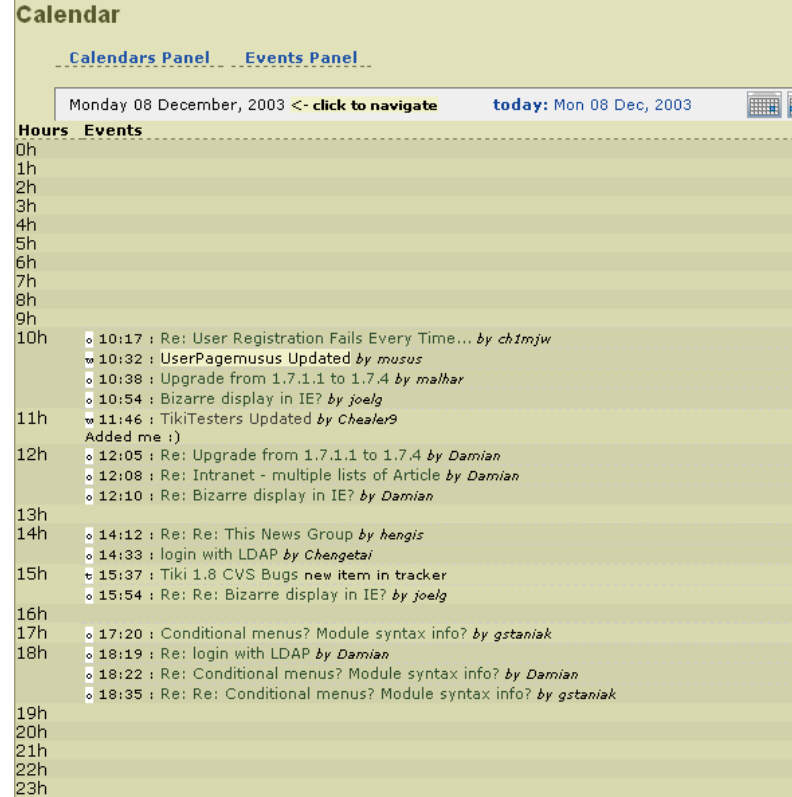 Calendar
Calendars Panel Events Panel
Monday 08 December, 2003 <- click to navigate today: Mon 08 Dec, 2003
Hours Events
0h
1h
2h
3h
4h
5h
6h
7h
8h
9h
10h o 10:17 : Re: User Registration Fails Every Time... by ch1mjw
w 10:32 : UserPagemusus Updated by musus
o 10:38 : Upgrade from 1.7.1.1 to 1.7.4 by malhar
o 10:54 : Bizarre display in IE? by joelg
11h w 11:46 : TikiTesters Updated by Chealer9
Added me :)
12h o 12:05 : Re: Upgrade from 1.7.1.1 to 1.7.4 by Damian
o 12:08 : Re: Intranet - multiple lists of Article by Damian
o 12:10 : Re: Bizarre display in IE? by Damian
13h
14h o 14:12 : Re: Re: This News Group by hengis
o 14:33 : login with LDAP by Chengetai
15h t 15:37 : Tiki 1.8 CVS Bugs new item in tracker
o 15:54 : Re: Re: Bizarre display in IE? by joelg
16h
17h o 17:20 : Conditional menus? Module syntax info? by gstaniak
18h o 18:19 : Re: login with LDAP by Damian
o 18:22 : Re: Conditional menus? Module syntax info? by Damian
o 18:35 : Re: Re: Conditional menus? Module syntax info? by gstaniak
19h
20h
21h
22h
23h